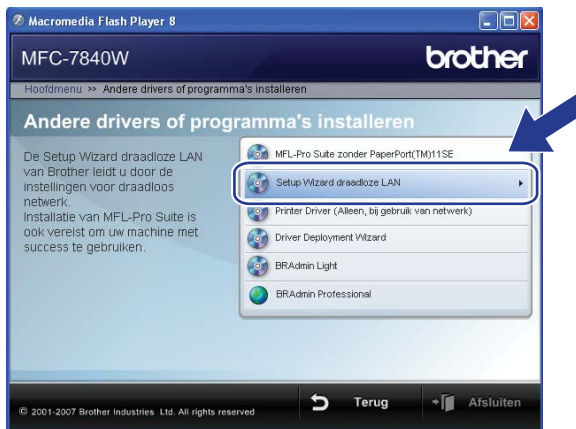 Macromedia Flash Player 8
MFC-7840W
brother
Hoofdmenu >> Andere drivers of programma's installeren
Andere drivers of programma's installeren
De Setup Wizard draadloze LAN
van Brother leidt u door de
instellingen voor draadloos
netwerk.
Installatie van MFL-Pro Suite is
ook vereist om uw machine met
success te gebruiken.
MFL-Pro Suite zonder PaperPort(TM)11SE
Setup Wizard draadloze LAN
Printer Driver (Alleen, bij gebruik van netwerk)
Driver Deployment Wizard
BRAdmin Light
BRAdmin Professional
© 2001-2007 Brother Industries Ltd. All rights reserved
Terug
Afsluiten